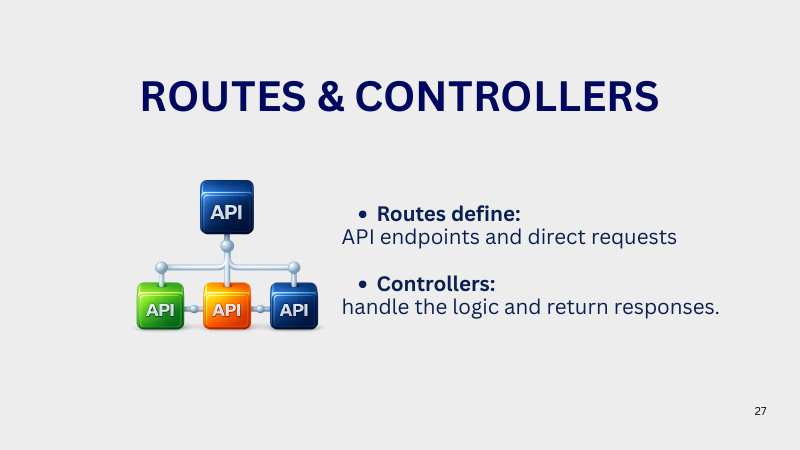 ROUTES & CONTROLLERS
API
API API API
• Routes define:
API endpoints and direct requests
• Controllers:
handle the logic and return responses.
27